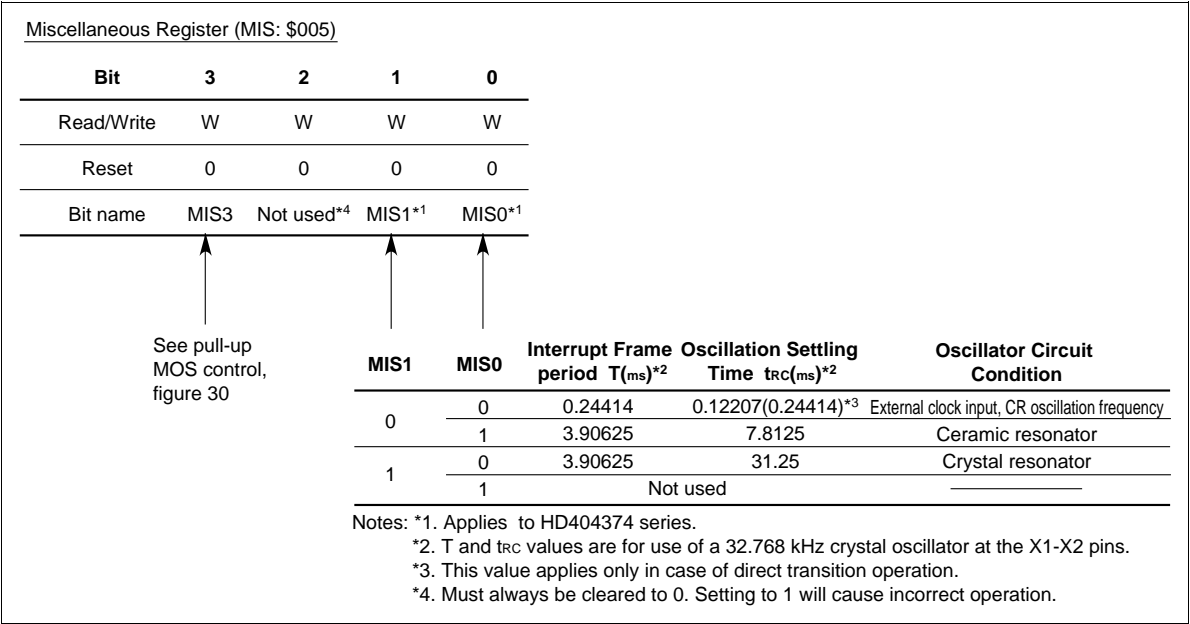 Miscellaneous Register (MIS: $005)
Bit 3 2 1 0
Read/Write W W W W
Reset 0 0 0 0
Bit name MIS3 Not used*4 MIS1*1 MIS0*1
See pull-up
MOS control,
figure 30
MIS1 MIS0 Interrupt Frame period T(ms)*2 Oscillation Settling Time tRC(ms)*2 Oscillator Circuit Condition
0 0 0.24414 0.12207(0.24414)*3 External clock input, CR oscillation frequency
1 3.90625 7.8125 Ceramic resonator
1 0 3.90625 31.25 Crystal resonator
1 Not used
Notes: *1. Applies to HD404374 series.
*2. T and tRC values are for use of a 32.768 kHz crystal oscillator at the X1-X2 pins.
*3. This value applies only in case of direct transition operation.
*4. Must always be cleared to 0. Setting to 1 will cause incorrect operation.